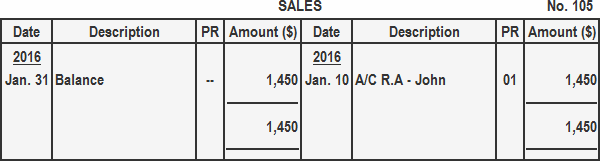 SALES No. 105
Date Description PR Amount ($) Date Description PR Amount ($)
2016 2016
Jan. 31 Balance -- 1,450 Jan. 10 A/C R.A - John 01 1,450
1,450 1,450